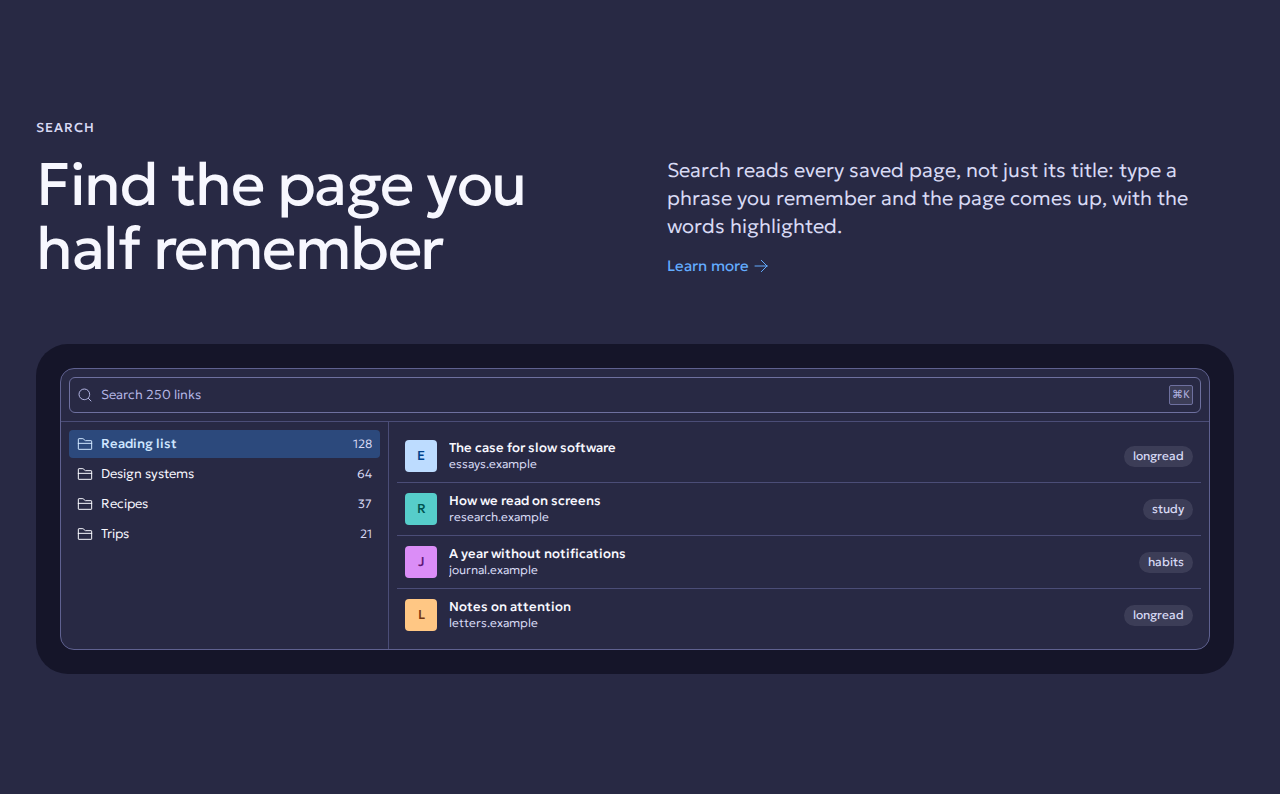 SEARCH
Find the page you
half remember
Search reads every saved page, not just its title: type a
phrase you remember and the page comes up, with the
words highlighted.
Learn more →
Search 250 links ⌘K
Reading list 128
Design systems 64
Recipes 37
Trips 21
E The case for slow software longread
essays.example
R How we read on screens study
research.example
J A year without notifications habits
journal.example
L Notes on attention longread
letters.example